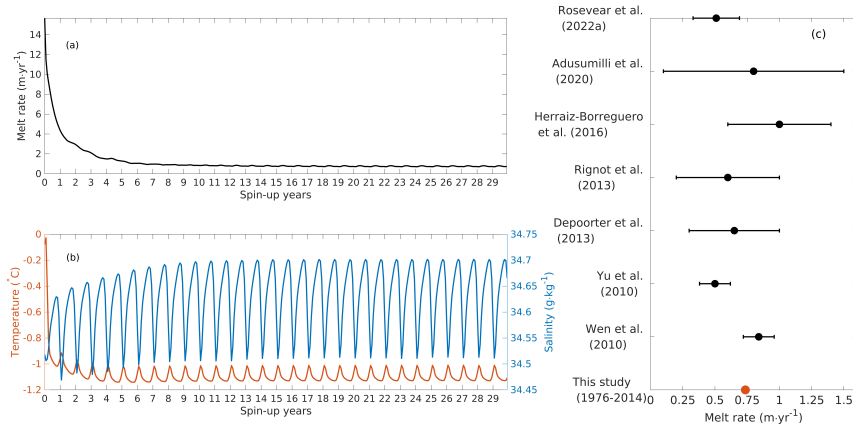 (a)
Melt rate (m·yr⁻¹)
14
12
10
8
6
4
2
0
0 1 2 3 4 5 6 7 8 9 10 11 12 13 14 15 16 17 18 19 20 21 22 23 24 25 26 27 28 29
Spin-up years
(b)
Temperature (°C)
0
-0.2
-0.4
-0.6
-0.8
-1
-1.2
34.75
34.7
34.65
34.6
34.55
34.5
34.45
Salinity (g·kg⁻¹)
0 1 2 3 4 5 6 7 8 9 10 11 12 13 14 15 16 17 18 19 20 21 22 23 24 25 26 27 28 29
Spin-up years
(c)
Rosevear et al.
(2022a)
Adusumilli et al.
(2020)
Herraiz-Borreguero
et al. (2016)
Rignot et al.
(2013)
Depoorter et al.
(2013)
Yu et al.
(2010)
Wen et al.
(2010)
This study
(1976-2014)
0 0.25 0.5 0.75 1 1.25 1.5
Melt rate (m·yr⁻¹)